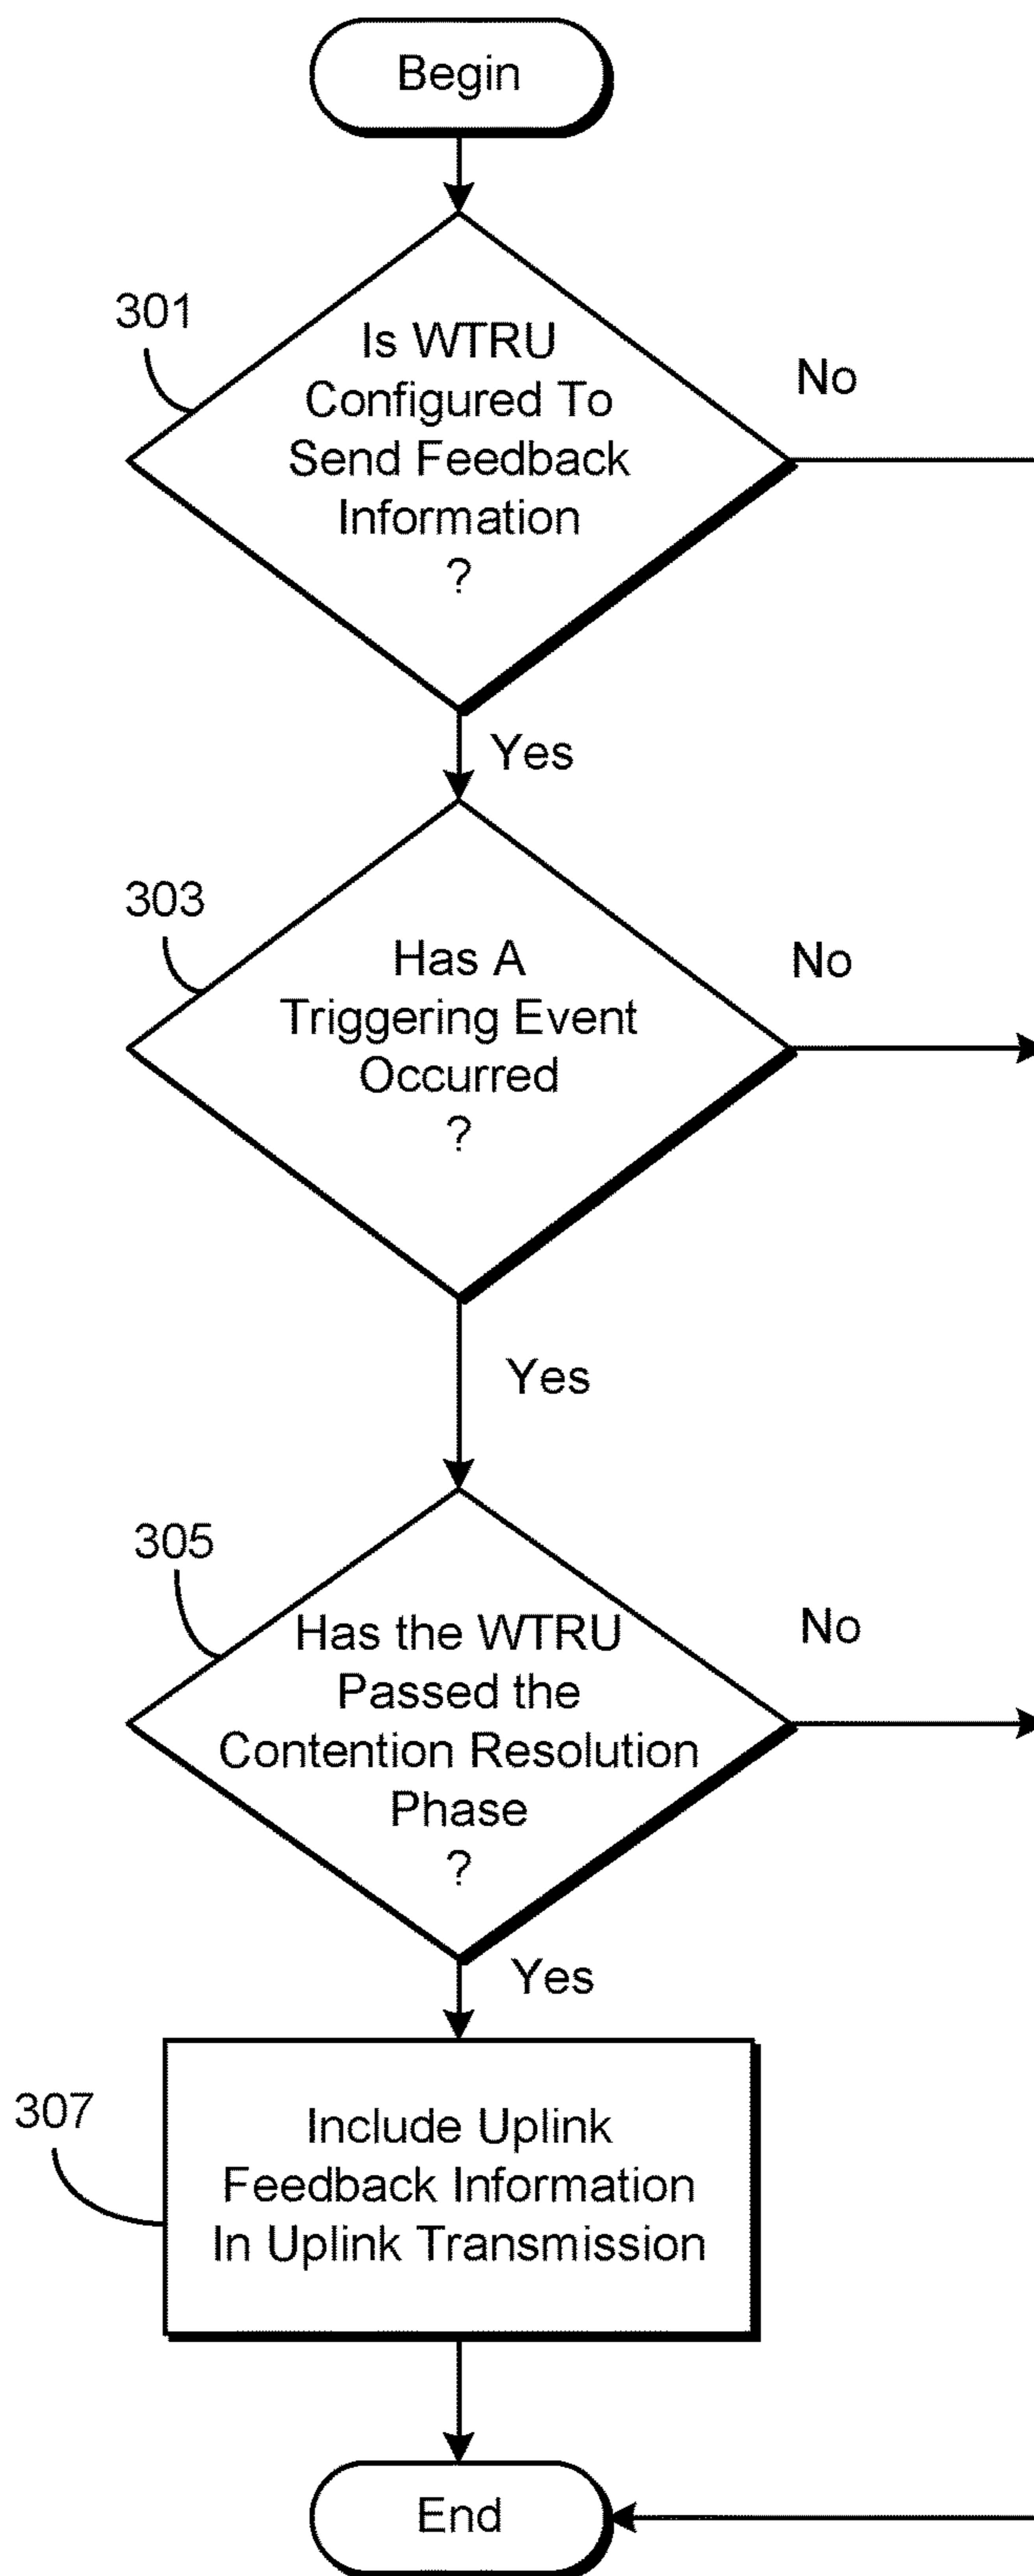 Begin
301
Is WTRU
Configured To
Send Feedback
Information
?
No
Yes
303
Has A
Triggering Event
Occurred
?
No
Yes
305
Has the WTRU
Passed the
Contention Resolution
Phase
?
No
Yes
307
Include Uplink
Feedback Information
In Uplink Transmission
End